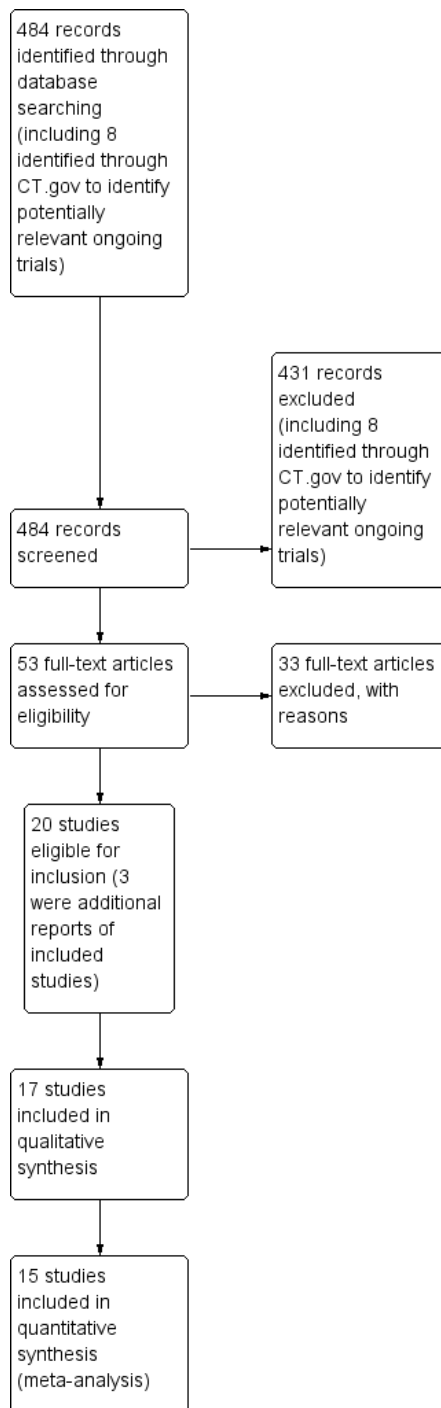 484 records
identified through
database
searching
(including 8
identified through
CT.gov to identify
potentially
relevant ongoing
trials)
431 records
excluded
(including 8
identified through
CT.gov to identify
potentially
relevant ongoing
trials)
484 records
screened
53 full-text articles
assessed for
eligibility
33 full-text articles
excluded, with
reasons
20 studies
eligible for
inclusion (3
were additional
reports of
included
studies)
17 studies
included in
qualitative
synthesis
15 studies
included in
quantitative
synthesis
(meta-analysis)